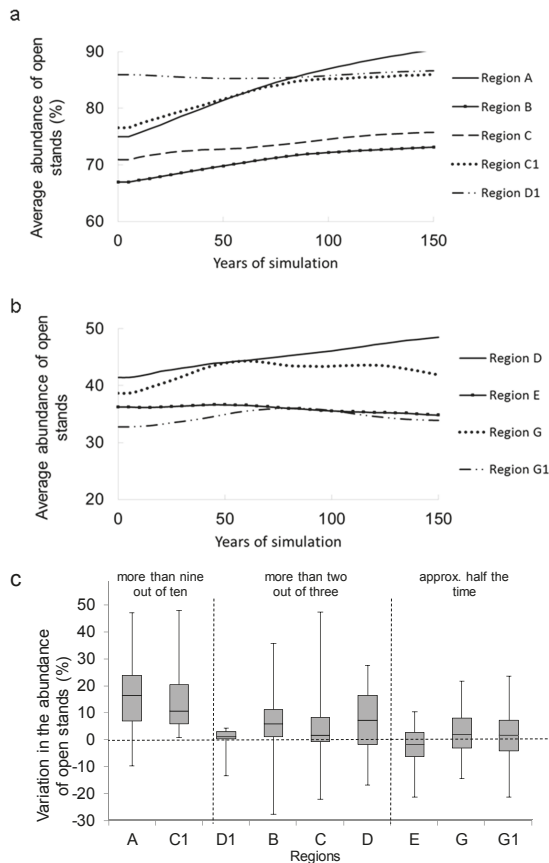 a
Average abundance of open
stands (%)
90
80
70
60
0 50 100 150
Years of simulation
Region A
Region B
Region C
Region C1
Region D1
b
Average abundance of open
stands
50
40
30
20
0 50 100 150
Years of simulation
Region D
Region E
Region G
Region G1
c
more than nine
out of ten
more than two
out of three
approx. half the
time
Variation in the abundance
of open stands (%)
50
40
30
20
10
0
-10
-20
-30
A C1 D1 B C D E G G1
Regions